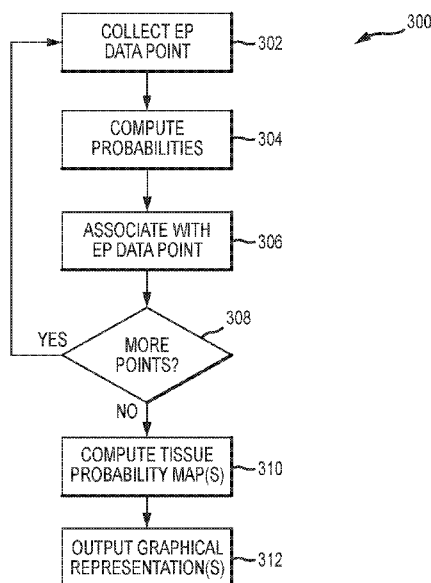 300
COLLECT EP
DATA POINT
302
COMPUTE
PROBABILITIES
304
ASSOCIATE WITH
EP DATA POINT
306
308
YES
MORE
POINTS?
NO
COMPUTE TISSUE
PROBABILITY MAP(S)
310
OUTPUT GRAPHICAL
REPRESENTATION(S)
312